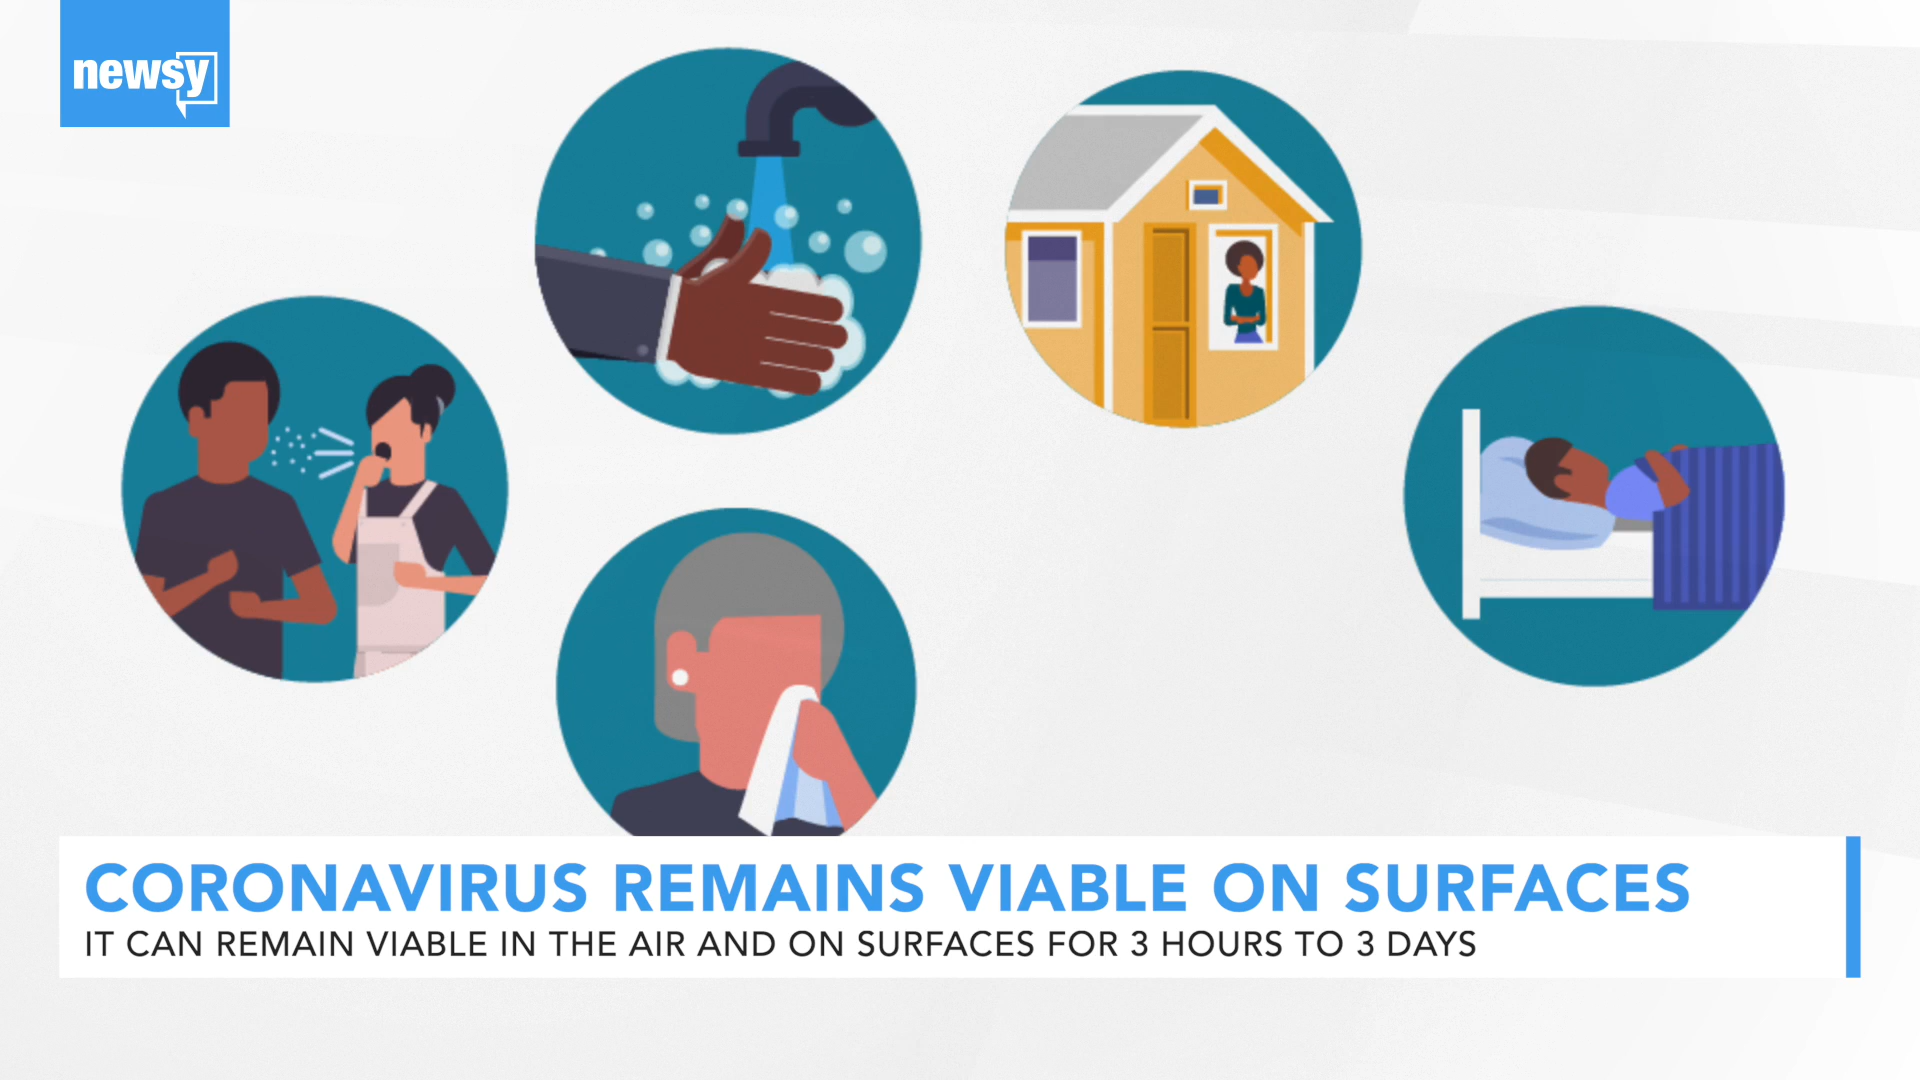 newsy
CORONAVIRUS REMAINS VIABLE ON SURFACES
IT CAN REMAIN VIABLE IN THE AIR AND ON SURFACES FOR 3 HOURS TO 3 DAYS